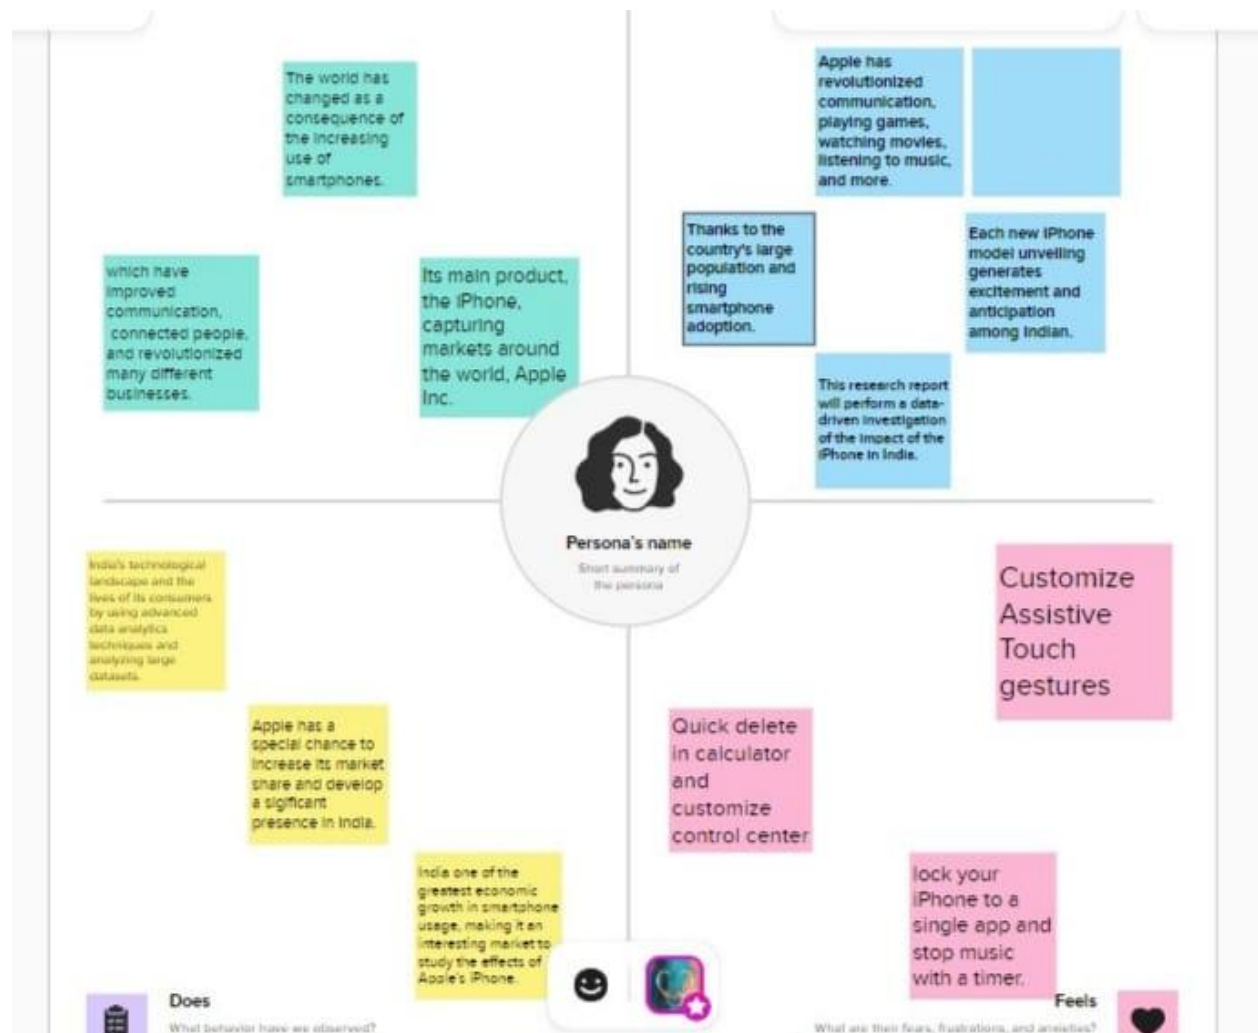 The world has
changed as a
consequence of
the increasing
use of
smartphones.
which have
improved
communication,
connected people,
and revolutionized
many different
businesses.
Its main product,
the iPhone,
capturing
markets around
the world, Apple
Inc.
Apple has
revolutionized
communication,
playing games,
watching movies,
listening to music,
and more.
Thanks to the
country's large
population and
rising
smartphone
adoption.
Each new iPhone
model unveiling
generates
excitement and
anticipation
among Indian.
This research report
will perform a data-
driven investigation
of the impact of the
iPhone in India.
Persona's name
Short summary of
the persona
India's technological
landscape and the
lives of its consumers
by using advanced
data analytics
techniques and
analyzing large
datasets.
Apple has a
special chance to
increase its market
share and develop
a sigificant
presence in India.
India one of the
greatest economic
growth in smartphone
usage, making it an
interesting market to
study the effects of
Apple's iPhone.
Customize
Assistive
Touch
gestures
Quick delete
in calculator
and
customize
control center
lock your
iPhone to a
single app and
stop music
with a timer.
Does
What behavior have we observed?
Feels
What are their fears, frustrations, and anxieties?